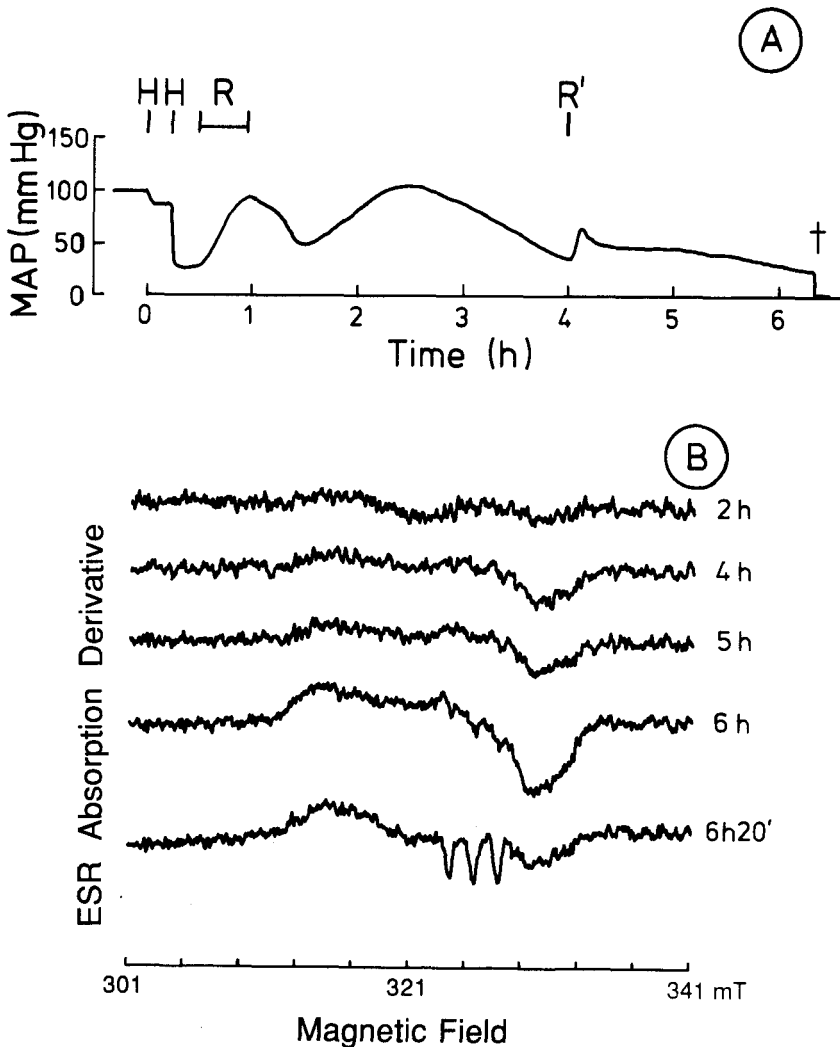 A
H H R R'
MAP (mm Hg)
150
100
50
0
†
0 1 2 3 4 5 6
Time (h)
B
ESR Absorption Derivative
2 h
4 h
5 h
6 h
6h20'
301 321 341 mT
Magnetic Field